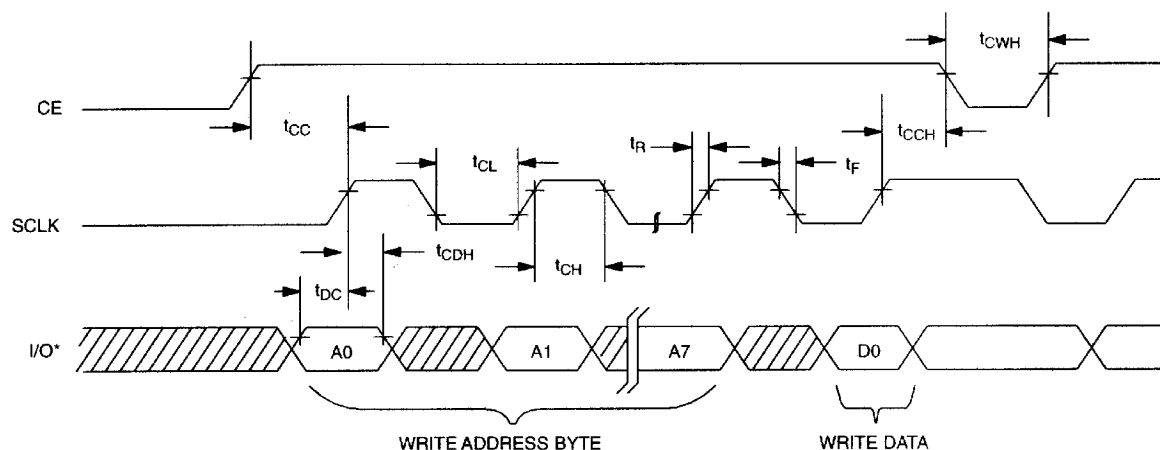 tCWH
CE
tCC
tCCH
tR
tCL
tF
SCLK
tCDH
tCH
tDC
I/O*
A0
A1
A7
D0
WRITE ADDRESS BYTE
WRITE DATA